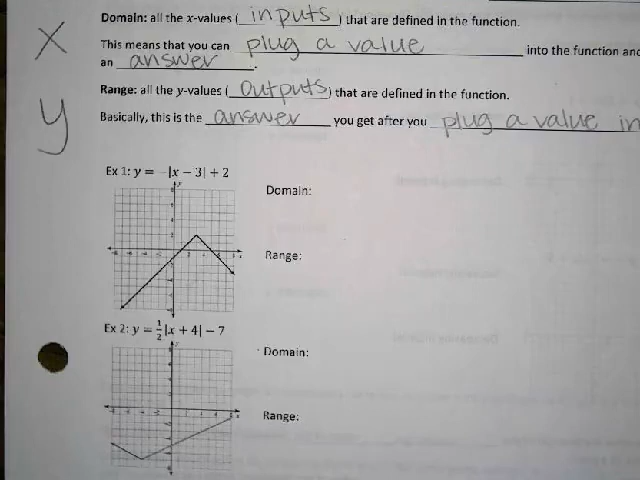 Domain: all the x-values ( inputs ) that are defined in the function.
This means that you can plug a value into the function and
x
an answer .
Range: all the y-values ( outputs ) that are defined in the function.
y
Basically, this is the answer you get after you plug a value in
Ex 1: y = −|x − 3| + 2
Domain:
Range:
Ex 2: y = 1/2|x + 4| − 7
Domain:
Range: